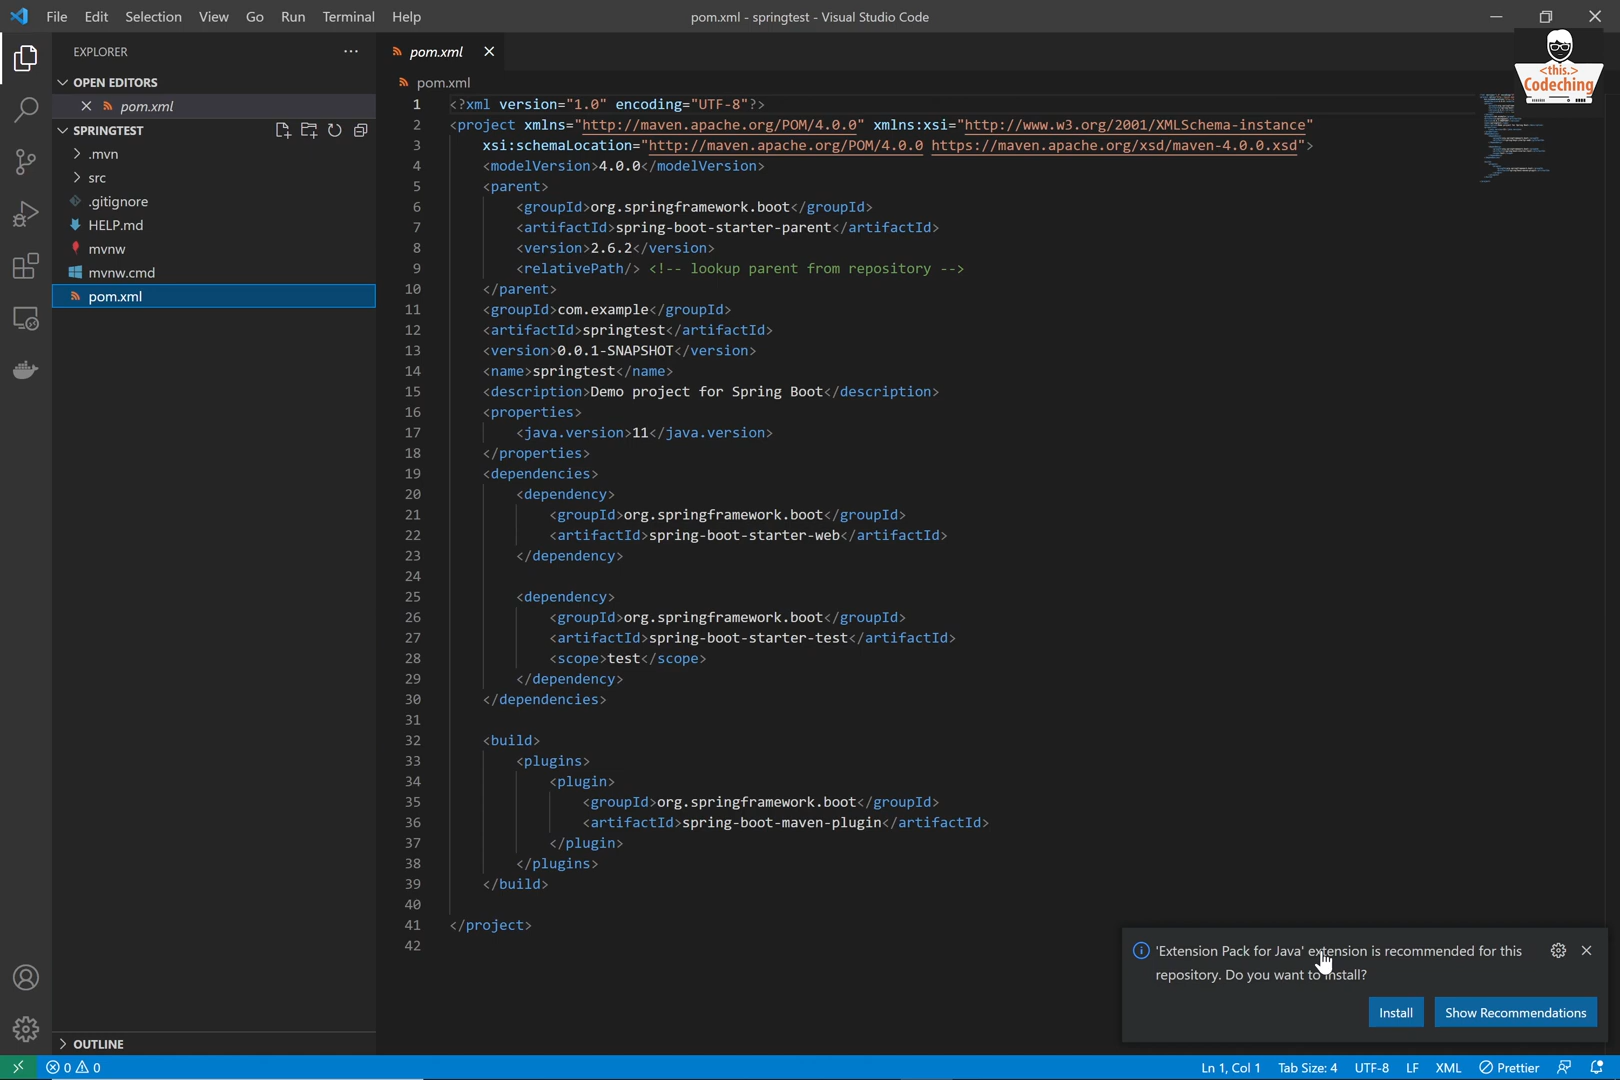 File Edit Selection View Go Run Terminal Help
pom.xml - springtest - Visual Studio Code
<this.>
Codeching
EXPLORER
OPEN EDITORS
pom.xml
SPRINGTEST
.mvn
src
.gitignore
HELP.md
mvnw
mvnw.cmd
pom.xml
OUTLINE
pom.xml
pom.xml
1 <?xml version="1.0" encoding="UTF-8"?>
2 <project xmlns="http://maven.apache.org/POM/4.0.0" xmlns:xsi="http://www.w3.org/2001/XMLSchema-instance"
3 xsi:schemaLocation="http://maven.apache.org/POM/4.0.0 https://maven.apache.org/xsd/maven-4.0.0.xsd">
4 <modelVersion>4.0.0</modelVersion>
5 <parent>
6 <groupId>org.springframework.boot</groupId>
7 <artifactId>spring-boot-starter-parent</artifactId>
8 <version>2.6.2</version>
9 <relativePath/> <!-- lookup parent from repository -->
10 </parent>
11 <groupId>com.example</groupId>
12 <artifactId>springtest</artifactId>
13 <version>0.0.1-SNAPSHOT</version>
14 <name>springtest</name>
15 <description>Demo project for Spring Boot</description>
16 <properties>
17 <java.version>11</java.version>
18 </properties>
19 <dependencies>
20 <dependency>
21 <groupId>org.springframework.boot</groupId>
22 <artifactId>spring-boot-starter-web</artifactId>
23 </dependency>
24
25 <dependency>
26 <groupId>org.springframework.boot</groupId>
27 <artifactId>spring-boot-starter-test</artifactId>
28 <scope>test</scope>
29 </dependency>
30 </dependencies>
31
32 <build>
33 <plugins>
34 <plugin>
35 <groupId>org.springframework.boot</groupId>
36 <artifactId>spring-boot-maven-plugin</artifactId>
37 </plugin>
38 </plugins>
39 </build>
40
41 </project>
42
'Extension Pack for Java' extension is recommended for this
repository. Do you want to install?
Install Show Recommendations
0 0 Ln 1, Col 1 Tab Size: 4 UTF-8 LF XML Prettier